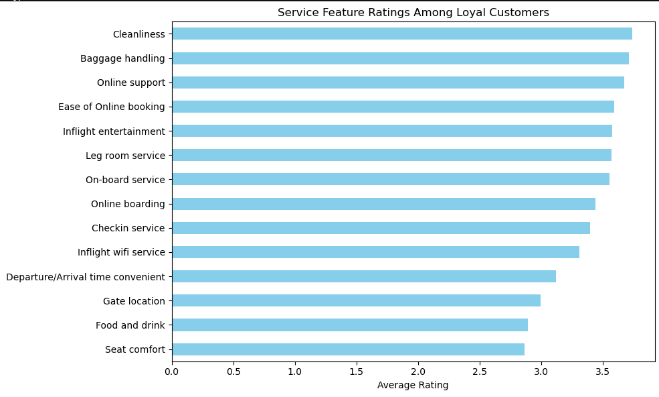 Service Feature Ratings Among Loyal Customers
Cleanliness
Baggage handling
Online support
Ease of Online booking
Inflight entertainment
Leg room service
On-board service
Online boarding
Checkin service
Inflight wifi service
Departure/Arrival time convenient
Gate location
Food and drink
Seat comfort
0.0 0.5 1.0 1.5 2.0 2.5 3.0 3.5
Average Rating